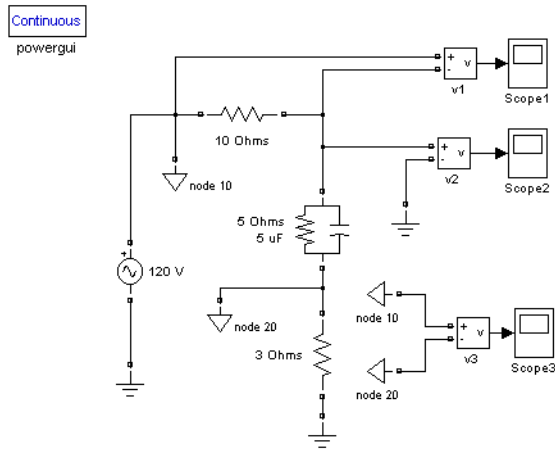 Continuous
powergui
+
-
v
v1
Scope1
10 Ohms
node 10
+
-
v
v2
Scope2
5 Ohms
5 uF
+
120 V
node 20
node 10
3 Ohms
+
-
v
v3
Scope3
node 20